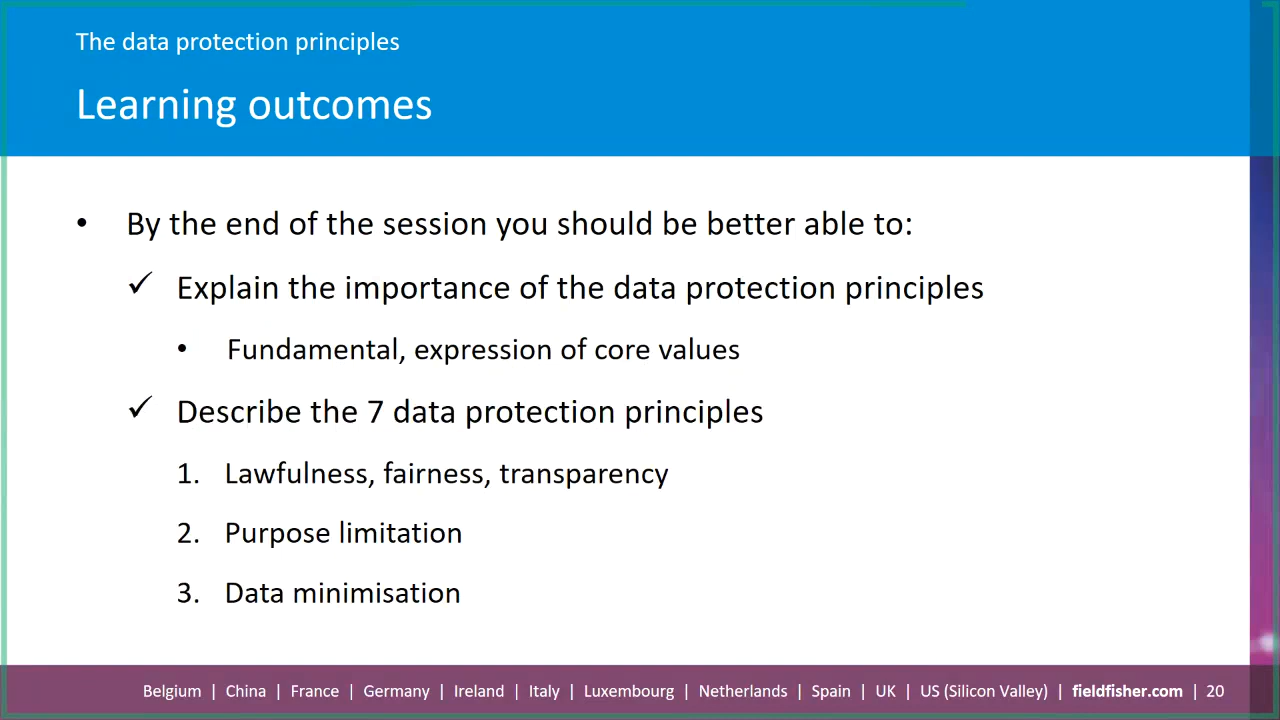 The data protection principles
Learning outcomes
• By the end of the session you should be better able to:
✓ Explain the importance of the data protection principles
• Fundamental, expression of core values
✓ Describe the 7 data protection principles
1. Lawfulness, fairness, transparency
2. Purpose limitation
3. Data minimisation
Belgium | China | France | Germany | Ireland | Italy | Luxembourg | Netherlands | Spain | UK | US (Silicon Valley) | fieldfisher.com | 20